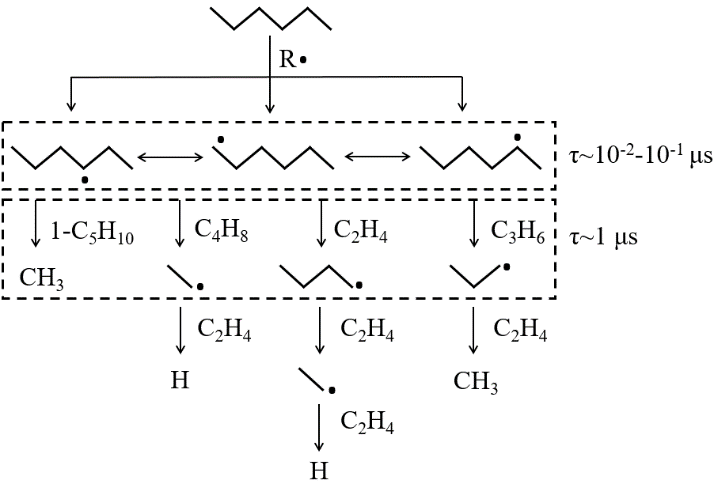 R•
τ~10⁻²-10⁻¹ μs
1-C₅H₁₀
C₄H₈
C₂H₄
C₃H₆
τ~1 μs
CH₃
C₂H₄
C₂H₄
C₂H₄
H
CH₃
C₂H₄
H